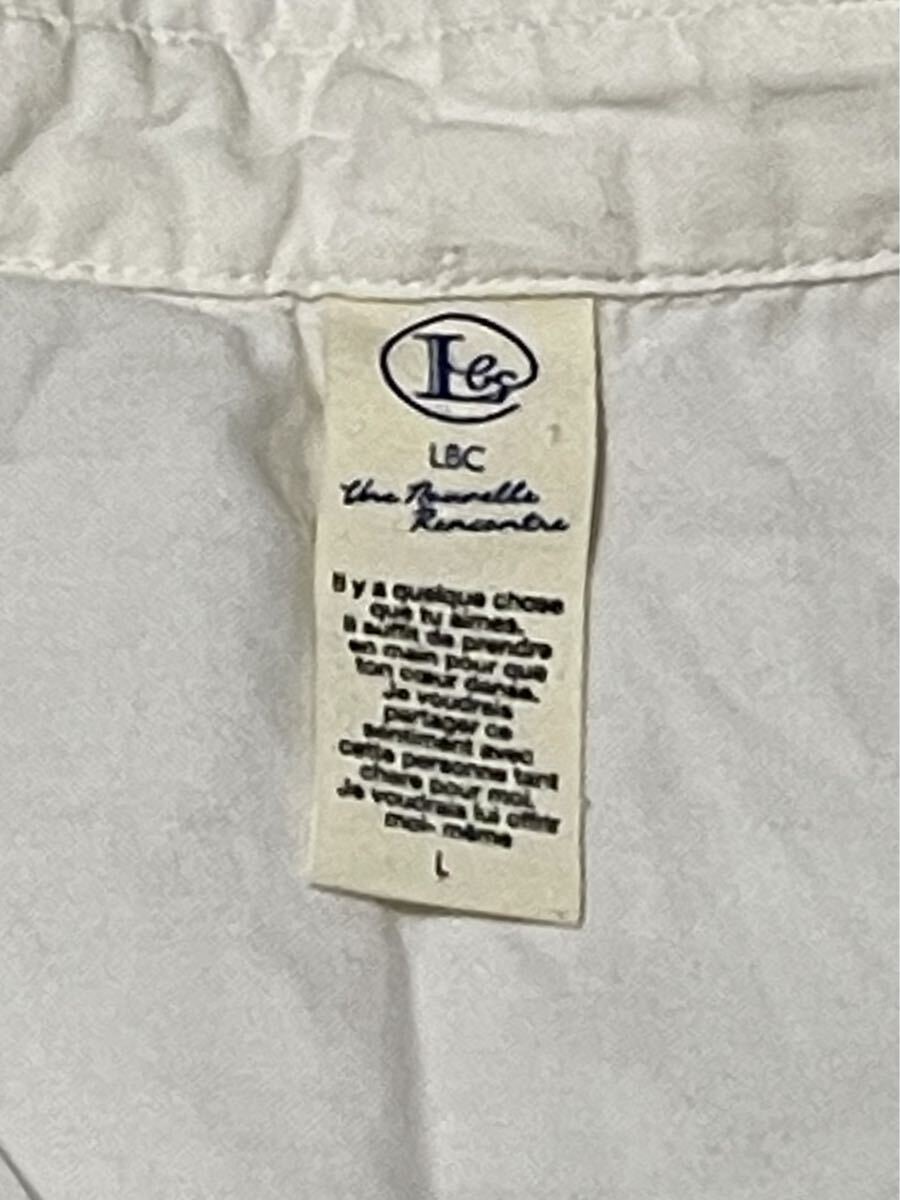 Les
LBC
Une Nouvelle
Rencontre
Il y a quelque chose
que tu aimes.
Il suffit de prendre
en main pour que
ton cœur danse.
Je voudrais
partager ce
sentiment avec
cette personne tant
chere pour moi.
Je voudrais lui offrir
moi- même
L